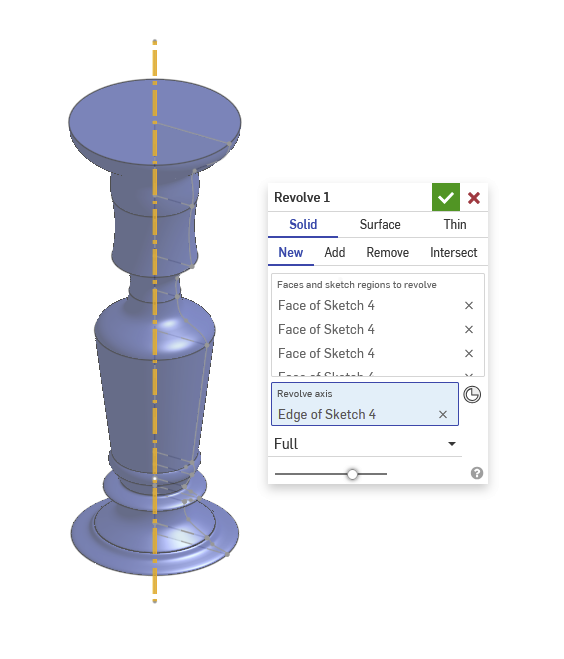 Revolve 1
Solid Surface Thin
New Add Remove Intersect
Faces and sketch regions to revolve
Face of Sketch 4
Face of Sketch 4
Face of Sketch 4
Revolve axis
Edge of Sketch 4
Full
?